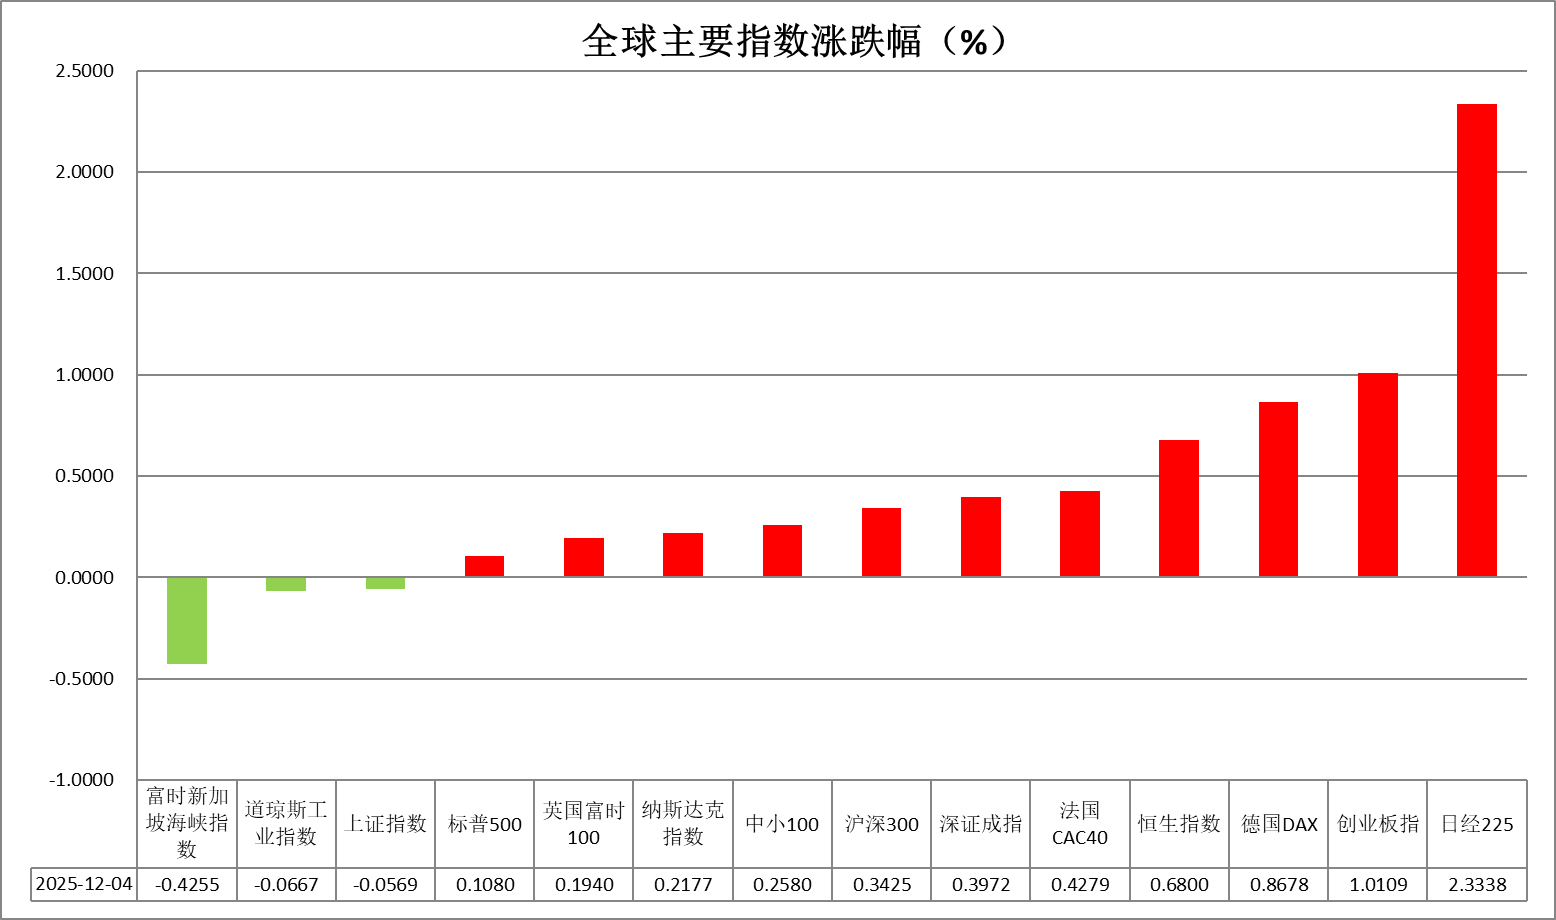 全球主要指数涨跌幅（%）
2.5000
2.0000
1.5000
1.0000
0.5000
0.0000
-0.5000
-1.0000
富时新加
坡海峡指
数
道琼斯工
业指数
上证指数
标普500
英国富时
100
纳斯达克
指数
中小100
沪深300
深证成指
法国
CAC40
恒生指数
德国DAX
创业板指
日经225
2025-12-04 -0.4255 -0.0667 -0.0569 0.1080 0.1940 0.2177 0.2580 0.3425 0.3972 0.4279 0.6800 0.8678 1.0109 2.3338